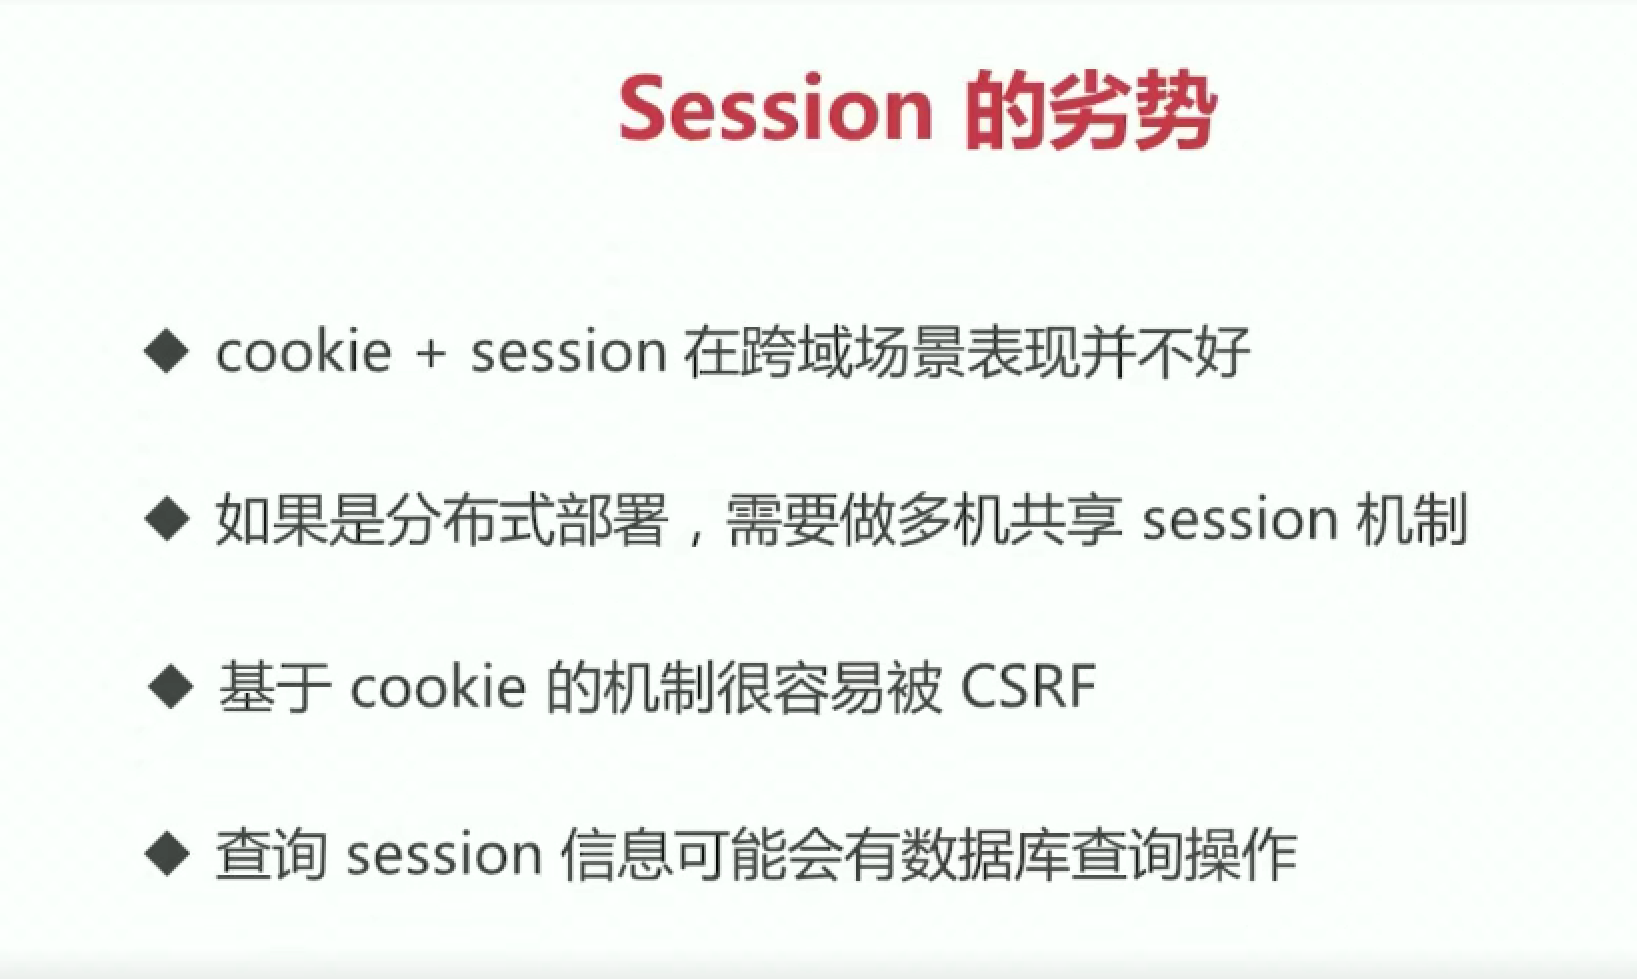 Session 的劣势
◆ cookie + session 在跨域场景表现并不好
◆ 如果是分布式部署，需要做多机共享 session 机制
◆ 基于 cookie 的机制很容易被 CSRF
◆ 查询 session 信息可能会有数据库查询操作